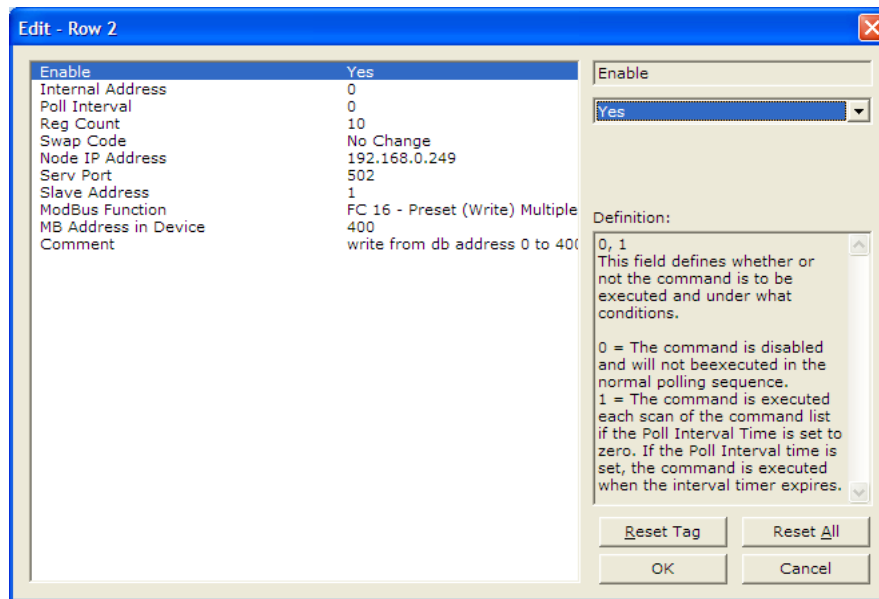 Edit - Row 2
Enable Yes
Internal Address 0
Poll Interval 0
Reg Count 10
Swap Code No Change
Node IP Address 192.168.0.249
Serv Port 502
Slave Address 1
ModBus Function FC 16 - Preset (Write) Multiple
MB Address in Device 400
Comment write from db address 0 to 400
Enable
Yes
Definition:
0, 1
This field defines whether or
not the command is to be
executed and under what
conditions.
0 = The command is disabled
and will not beexecuted in the
normal polling sequence.
1 = The command is executed
each scan of the command list
if the Poll Interval Time is set to
zero. If the Poll Interval time is
set, the command is executed
when the interval timer expires.
Reset Tag Reset All
OK Cancel